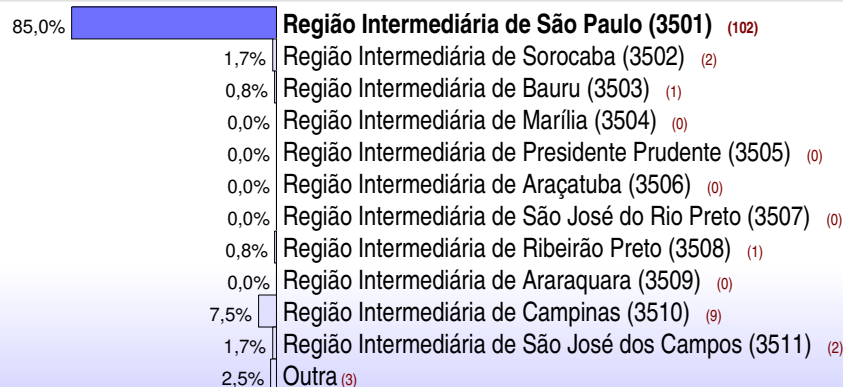 85,0% Região Intermediária de São Paulo (3501) (102)
1,7% Região Intermediária de Sorocaba (3502) (2)
0,8% Região Intermediária de Bauru (3503) (1)
0,0% Região Intermediária de Marília (3504) (0)
0,0% Região Intermediária de Presidente Prudente (3505) (0)
0,0% Região Intermediária de Araçatuba (3506) (0)
0,0% Região Intermediária de São José do Rio Preto (3507) (0)
0,8% Região Intermediária de Ribeirão Preto (3508) (1)
0,0% Região Intermediária de Araraquara (3509) (0)
7,5% Região Intermediária de Campinas (3510) (9)
1,7% Região Intermediária de São José dos Campos (3511) (2)
2,5% Outra (3)